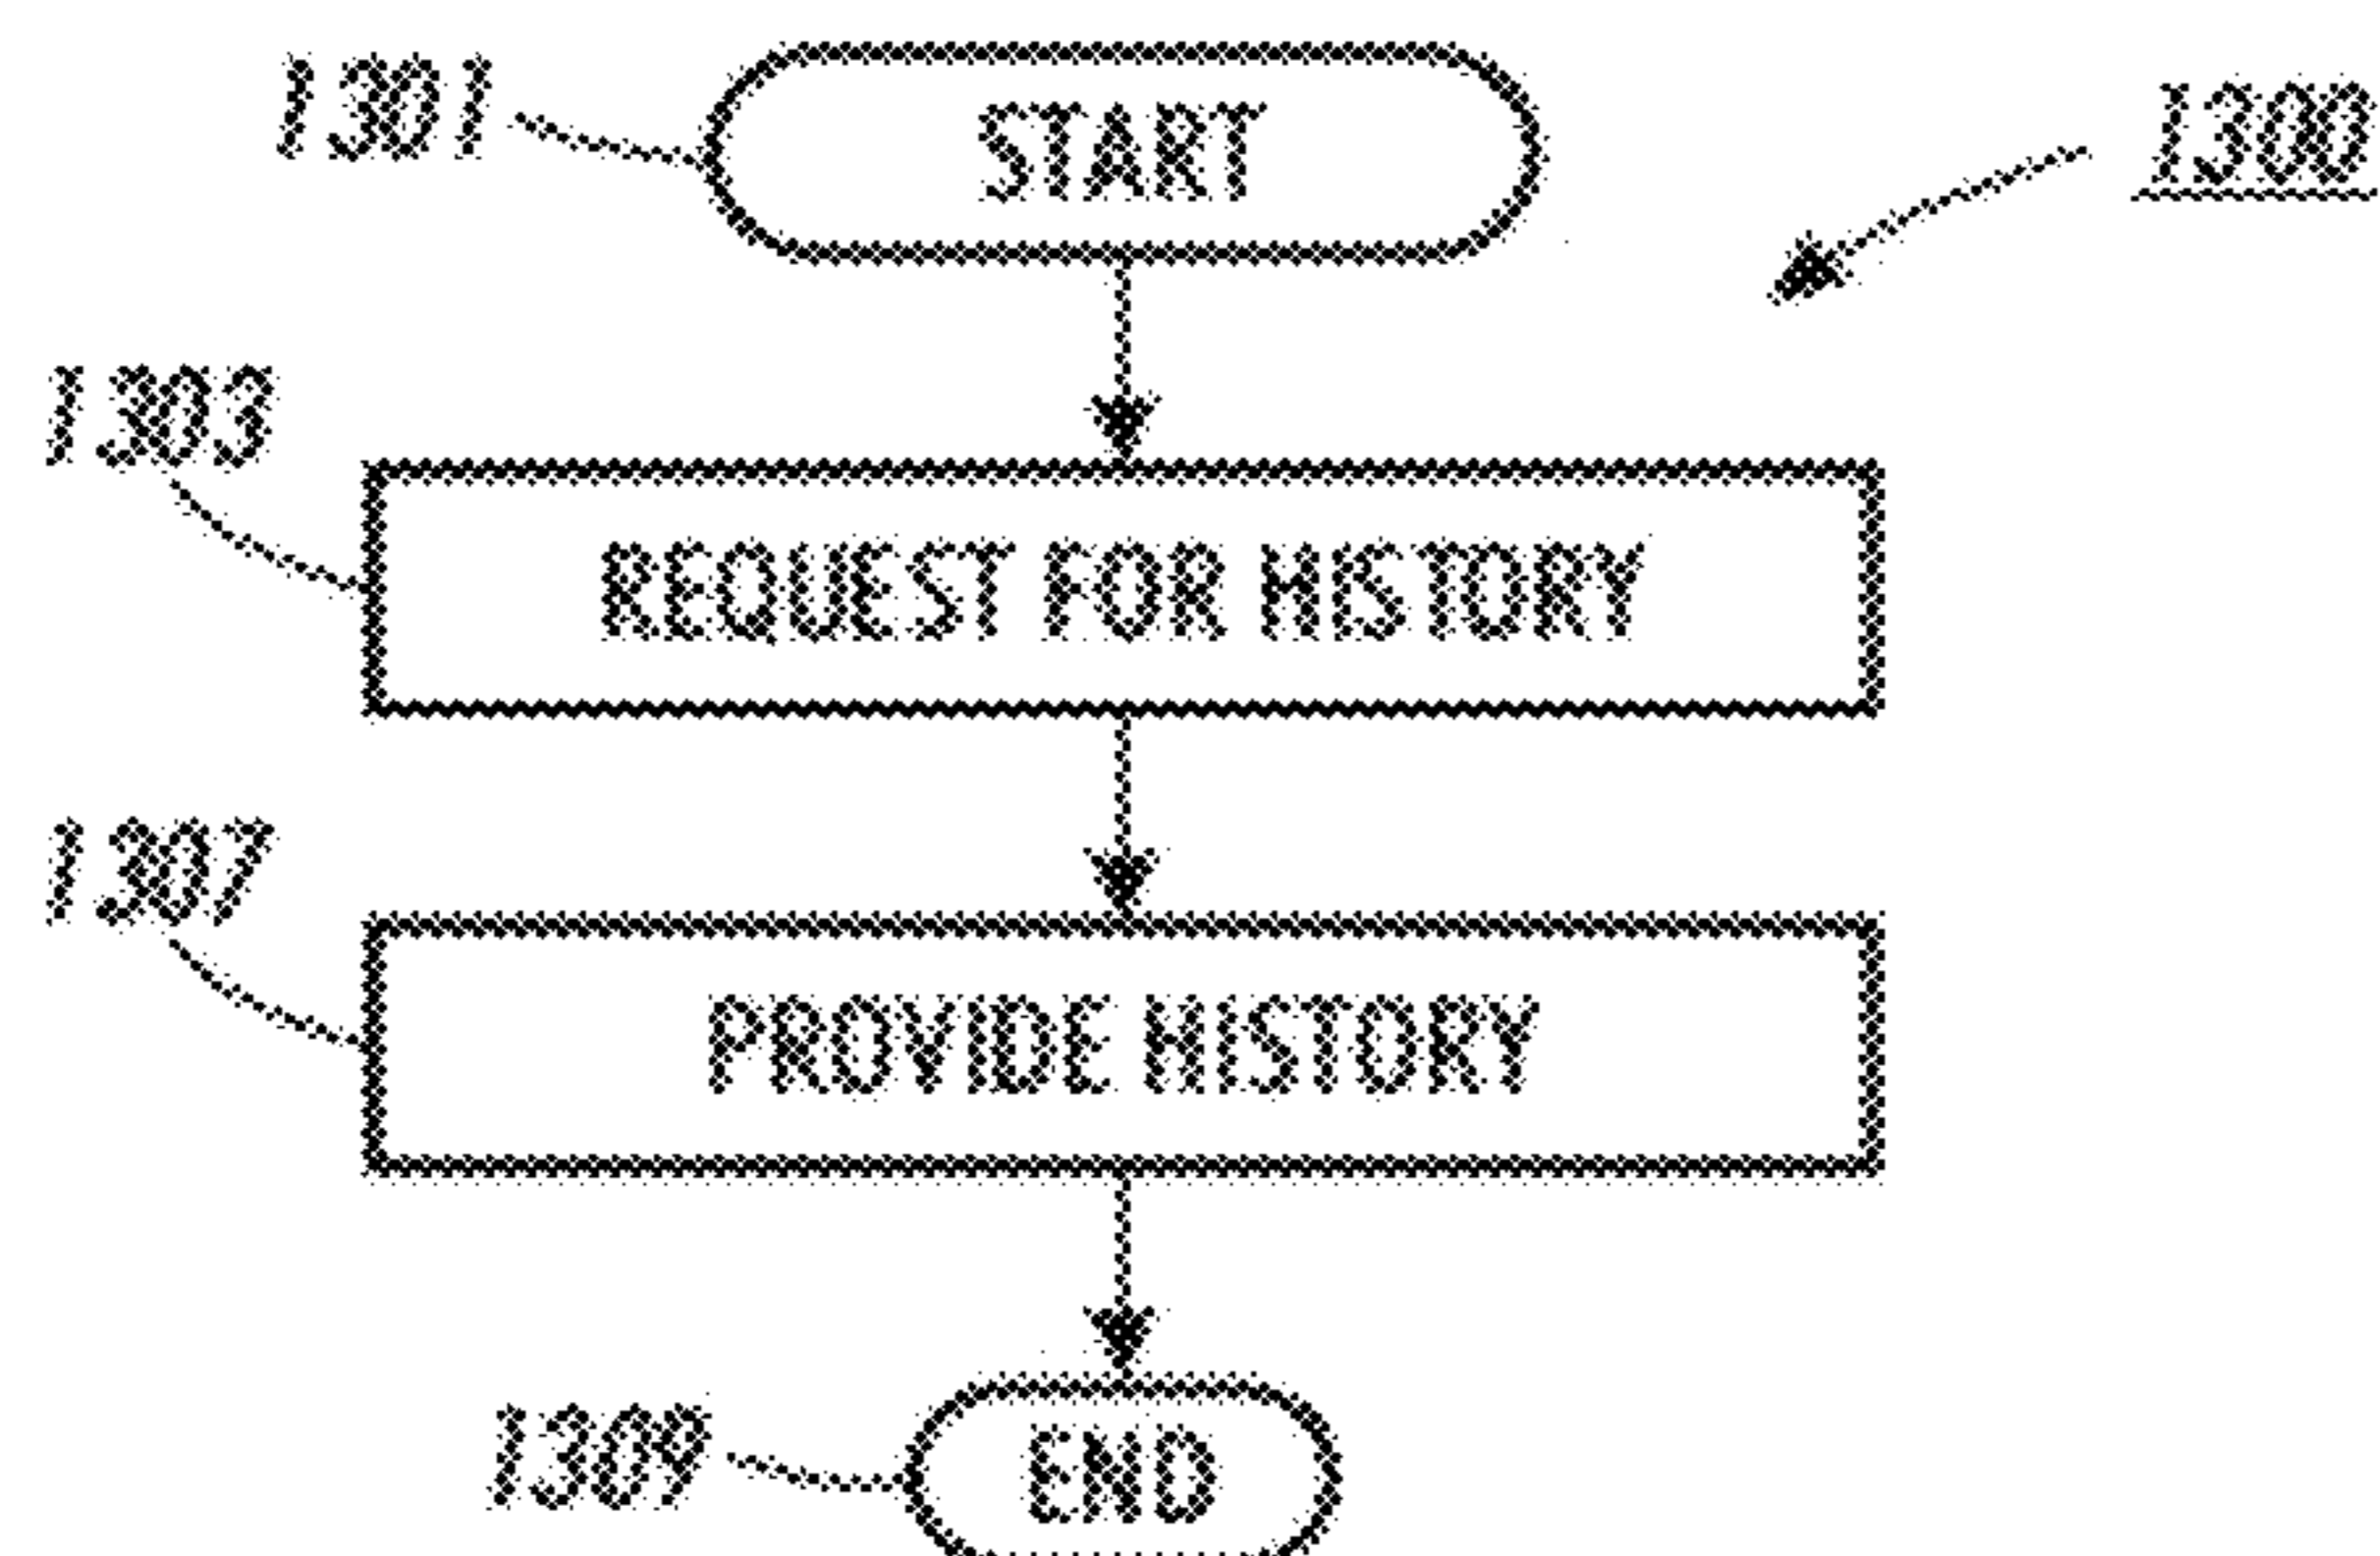 1301
START
1300
1303
REQUEST FOR HISTORY
1307
PROVIDE HISTORY
1309
END